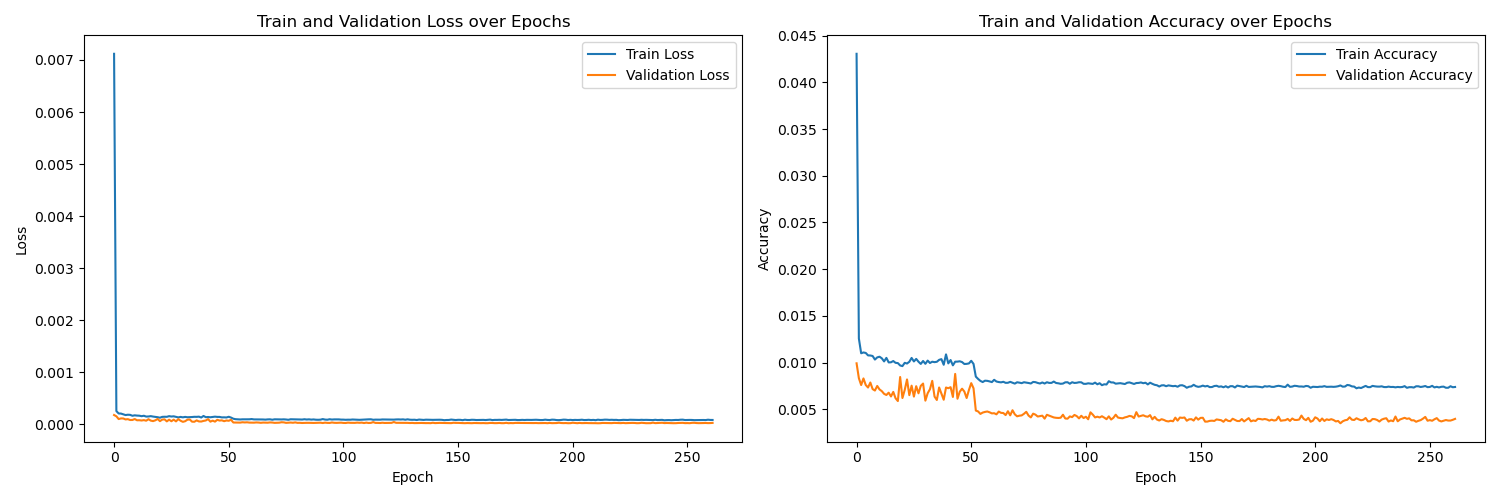 Train and Validation Loss over Epochs
Train Loss
Validation Loss
0.007
0.006
0.005
0.004
0.003
0.002
0.001
0.000
Loss
0
50
100
150
200
250
Epoch
Train and Validation Accuracy over Epochs
Train Accuracy
Validation Accuracy
0.045
0.040
0.035
0.030
0.025
0.020
0.015
0.010
0.005
Accuracy
0
50
100
150
200
250
Epoch